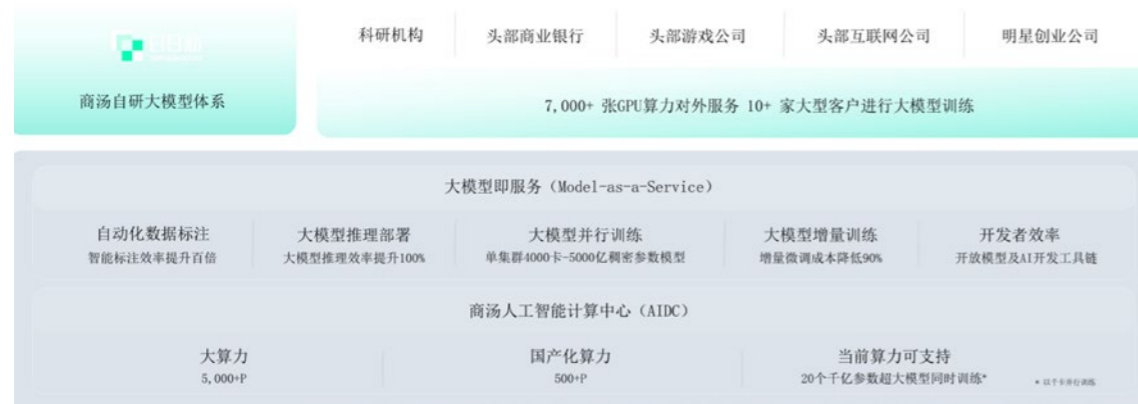 科研机构
头部商业银行
头部游戏公司
头部互联网公司
明星创业公司
商汤自研大模型体系
7,000+ 张GPU算力对外服务 10+ 家大型客户进行大模型训练
大模型即服务（Model-as-a-Service）
自动化数据标注
智能标注效率提升百倍
大模型推理部署
大模型推理效率提升100%
大模型并行训练
单集群4000卡-5000亿稠密参数模型
大模型增量训练
增量微调成本降低90%
开发者效率
开放模型及AI开发工具链
商汤人工智能计算中心（AIDC）
大算力
5,000+P
国产化算力
500+P
当前算力可支持
20个千亿参数超大模型同时训练*
* 以千卡并行训练